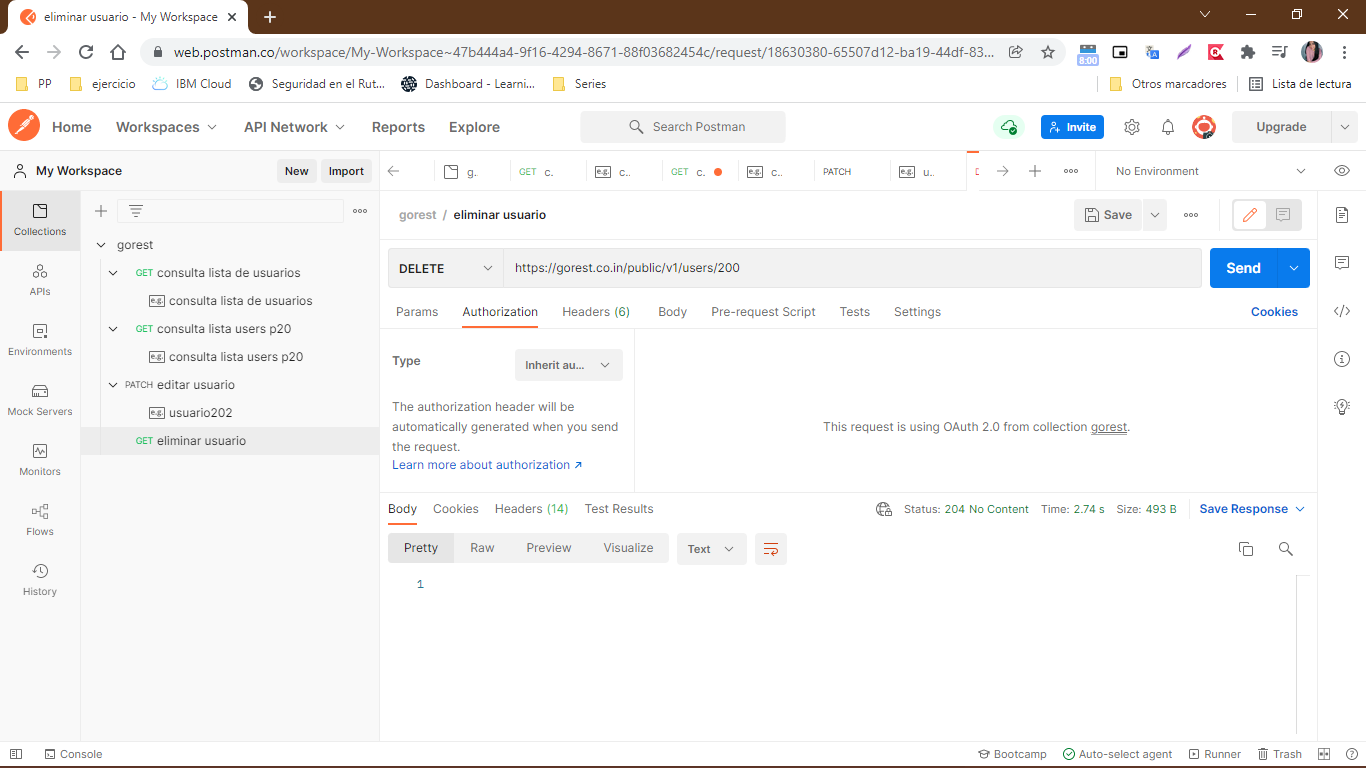 eliminar usuario - My Workspace
web.postman.co/workspace/My-Workspace~47b444a4-9f16-4294-8671-88f03682454c/request/18630380-65507d12-ba19-44df-83...
8:00
PP ejercicio IBM Cloud Seguridad en el Rut... Dashboard - Learni... Series Otros marcadores Lista de lectura
Home Workspaces API Network Reports Explore Search Postman Invite Upgrade
My Workspace New Import
g.. GET c. e.g. c.. GET c. e.g. c.. PATCH e.g. u.. No Environment
Collections
APIs
Environments
Mock Servers
Monitors
Flows
History
gorest
GET consulta lista de usuarios
e.g. consulta lista de usuarios
GET consulta lista users p20
e.g. consulta lista users p20
PATCH editar usuario
e.g. usuario202
GET eliminar usuario
gorest / eliminar usuario Save
DELETE https://gorest.co.in/public/v1/users/200 Send
Params Authorization Headers (6) Body Pre-request Script Tests Settings Cookies
Type Inherit au...
The authorization header will be
automatically generated when you send
the request.
Learn more about authorization ↗
This request is using OAuth 2.0 from collection gorest.
Body Cookies Headers (14) Test Results Status: 204 No Content Time: 2.74 s Size: 493 B Save Response
Pretty Raw Preview Visualize Text
1
Console Bootcamp Auto-select agent Runner Trash